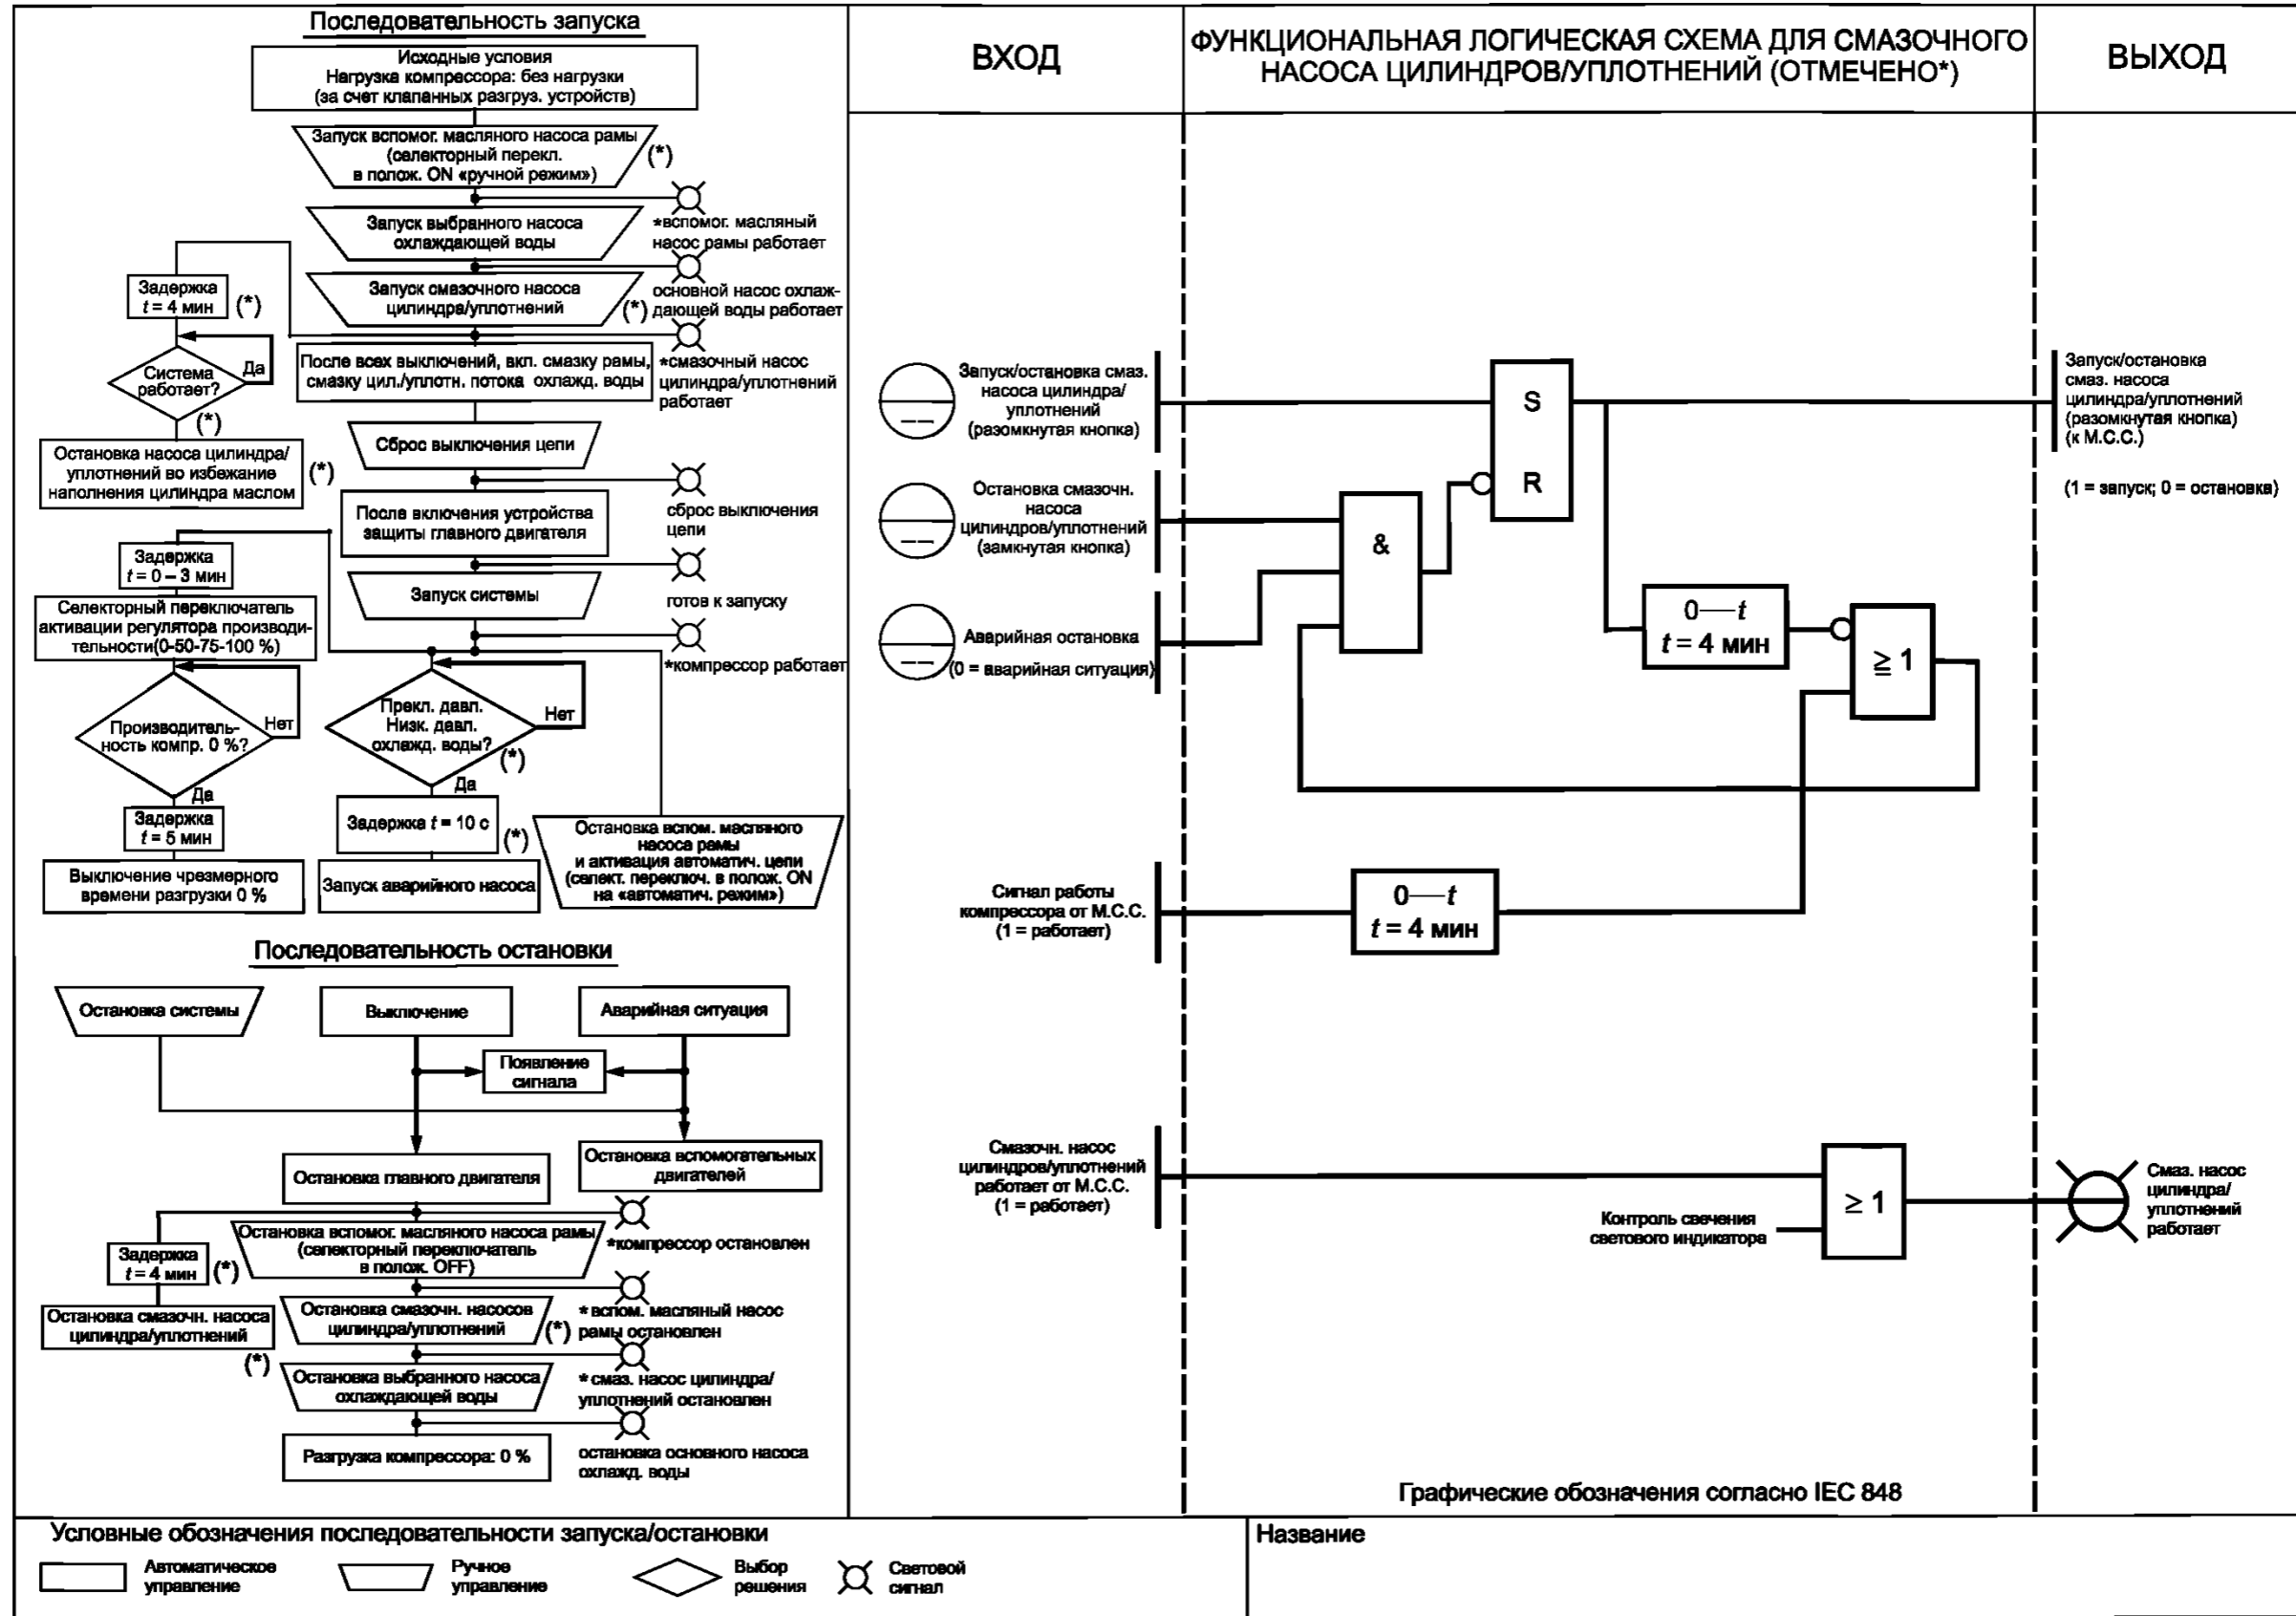 Последовательность запуска
Исходные условия
Нагрузка компрессора: без нагрузки
(за счет клапанных разгруз. устройств)
Запуск вспомог. масляного насоса рамы
(селекторный перекл.
в полож. ON «ручной режим»)
(*)
Запуск выбранного насоса
охлаждающей воды
*вспомог. масляный
насос рамы работает
Задержка
t = 4 мин
(*)
Запуск смазочного насоса
цилиндра/уплотнений
(*)
основной насос охлаж-
дающей воды работает
Система
работает?
Да
(*)
После всех выключений, вкл. смазку рамы,
смазку цил./уплотн. потока охлажд. воды
*смазочный насос
цилиндра/уплотнений
работает
Остановка насоса цилиндра/
уплотнений во избежание
наполнения цилиндра маслом
(*)
Сброс выключения цепи
сброс выключения
цепи
После включения устройства
защиты главного двигателя
Задержка
t = 0 – 3 мин
Запуск системы
готов к запуску
Селекторный переключатель
активации регулятора производи-
тельности(0-50-75-100 %)
*компрессор работает
Производитель-
ность компр. 0 %?
Нет
Да
Прекл. давл.
Низк. давл.
охлажд. воды?
Нет
(*)
Да
Задержка
t = 5 мин
Задержка t = 10 с
(*)
Остановка вспом. масляного
насоса рамы
и активация автоматич. цепи
(селект. переключ. в полож. ON
на «автоматич. режим»)
Выключение чрезмерного
времени разгрузки 0 %
Запуск аварийного насоса
Последовательность остановки
Остановка системы
Выключение
Аварийная ситуация
Появление
сигнала
Остановка главного двигателя
Остановка вспомогательных
двигателей
Задержка
t = 4 мин
(*)
Остановка вспомог. масляного насоса рамы
(селекторный переключатель
в полож. OFF)
*компрессор остановлен
Остановка смазочн. насоса
цилиндра/уплотнений
(*)
Остановка смазочн. насосов
цилиндра/уплотнений
(*)
*вспом. масляный насос
рамы остановлен
Остановка выбранного насоса
охлаждающей воды
*смаз. насос цилиндра/
уплотнений остановлен
Разгрузка компрессора: 0 %
остановка основного насоса
охлажд. воды
ВХОД
ФУНКЦИОНАЛЬНАЯ ЛОГИЧЕСКАЯ СХЕМА ДЛЯ СМАЗОЧНОГО
НАСОСА ЦИЛИНДРОВ/УПЛОТНЕНИЙ (ОТМЕЧЕНО*)
ВЫХОД
Запуск/остановка смаз.
насоса цилиндра/
уплотнений
(разомкнутая кнопка)
S
R
Запуск/остановка
смаз. насоса
цилиндра/уплотнений
(разомкнутая кнопка)
(к М.С.С.)
(1 = запуск; 0 = остановка)
Остановка смазочн.
насоса
цилиндров/уплотнений
(замкнутая кнопка)
&
Аварийная остановка
(0 = аварийная ситуация)
0—t
t = 4 мин
≥ 1
Сигнал работы
компрессора от М.С.С.
(1 = работает)
0—t
t = 4 мин
Смазочн. насос
цилиндров/уплотнений
работает от М.С.С.
(1 = работает)
Контроль свечения
светового индикатора
≥ 1
Смаз. насос
цилиндра/
уплотнений
работает
Графические обозначения согласно IEC 848
Условные обозначения последовательности запуска/остановки
Автоматическое
управление
Ручное
управление
Выбор
решения
Световой
сигнал
Название